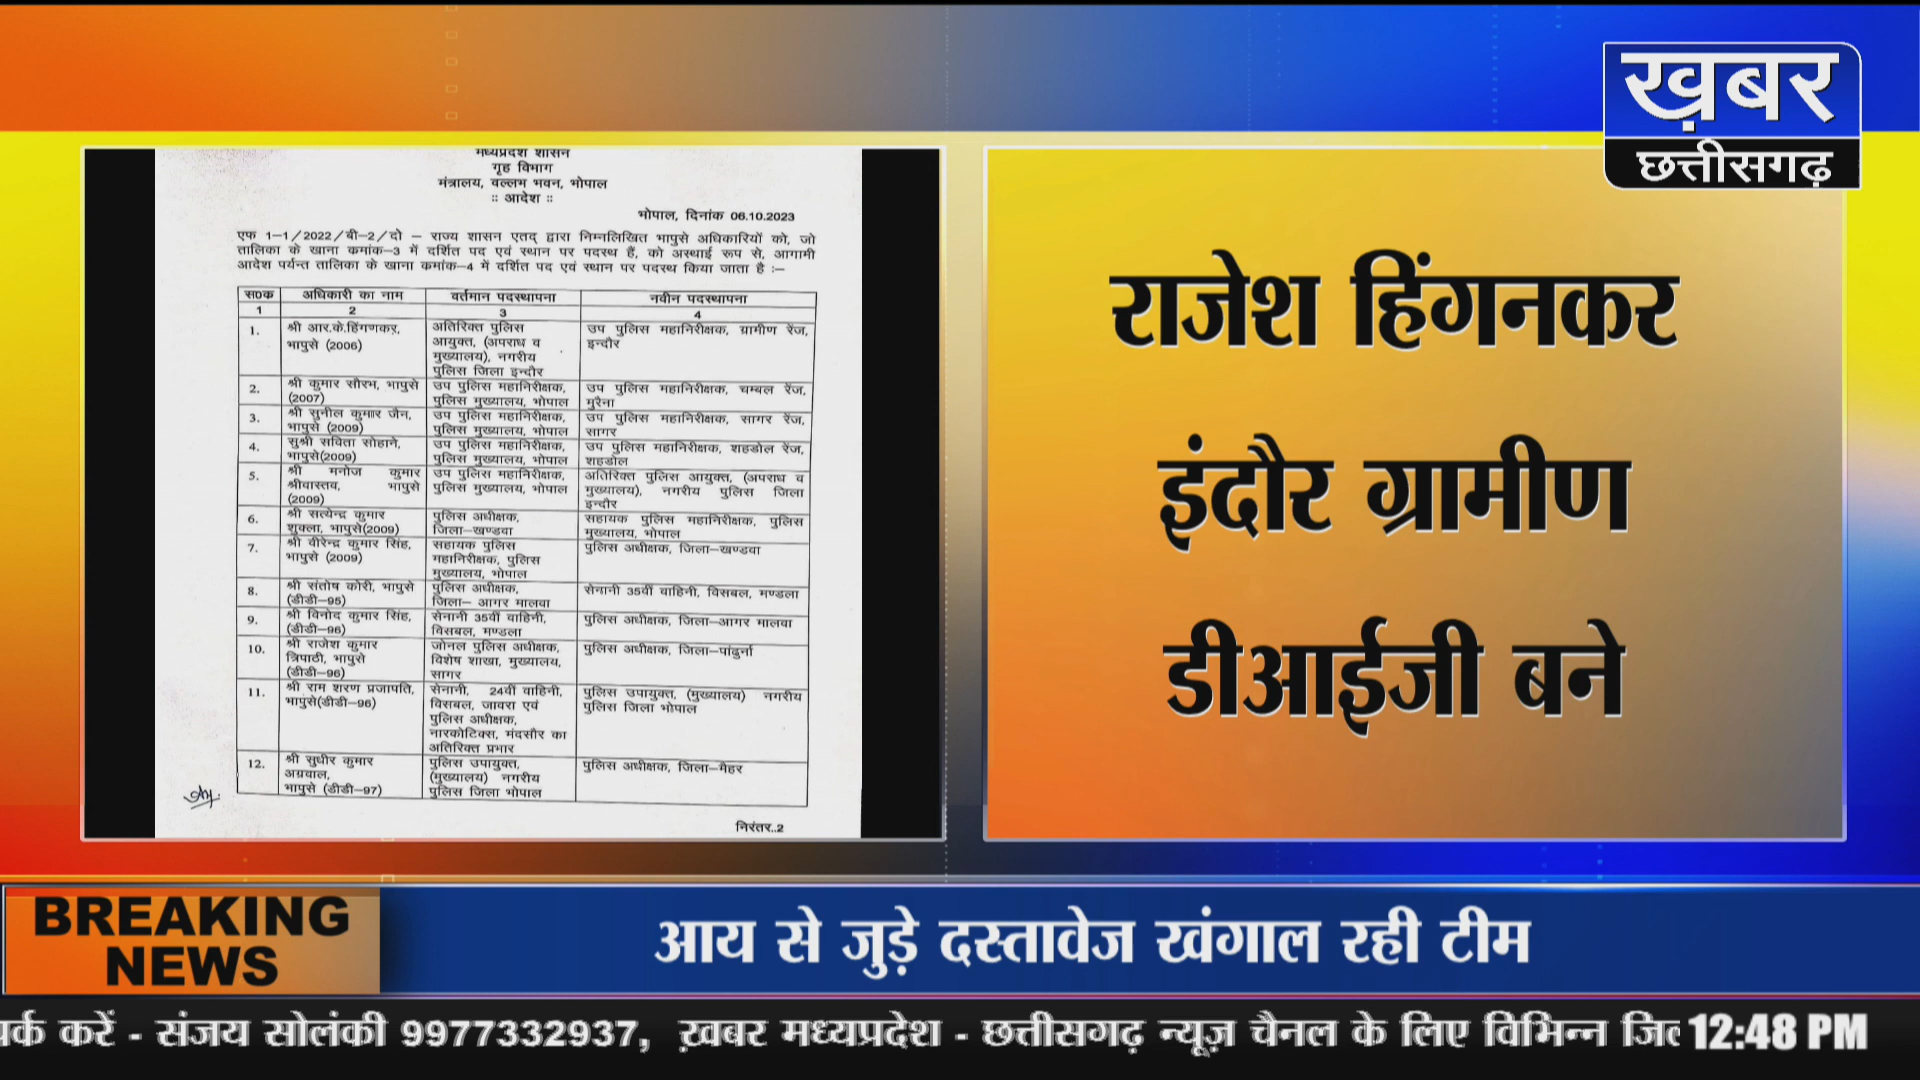 ख़बर
छत्तीसगढ़
मध्यप्रदेश शासन
गृह विभाग
मंत्रालय, वल्लभ भवन, भोपाल
:: आदेश ::
भोपाल, दिनांक 06.10.2023
एफ 1–1/2022/बी–2/दो – राज्य शासन एतद् द्वारा निम्नलिखित भापुसे अधिकारियों को, जो
तालिका के खाना कमांक–3 में दर्शित पद एवं स्थान पर पदस्थ हैं, को अस्थाई रूप से, आगामी
आदेश पर्यन्त तालिका के खाना कमांक–4 में दर्शित पद एवं स्थान पर पदस्थ किया जाता है :–
स0क अधिकारी का नाम वर्तमान पदस्थापना नवीन पदस्थापना
1 2 3 4
1. श्री आर.के.हिंगणकर, अतिरिक्त पुलिस उप पुलिस महानिरीक्षक, ग्रामीण रेंज,
भापुसे (2006) आयुक्त, (अपराध व इन्दौर
मुख्यालय), नगरीय
पुलिस जिला इन्दौर
2. श्री कुमार सौरभ, भापुसे उप पुलिस महानिरीक्षक, उप पुलिस महानिरीक्षक, चम्बल रेंज,
(2007) पुलिस मुख्यालय, भोपाल मुरैना
3. श्री सुनील कुमार जैन, उप पुलिस महानिरीक्षक, उप पुलिस महानिरीक्षक, सागर रेंज,
भापुसे (2009) पुलिस मुख्यालय, भोपाल सागर
4. सुश्री सविता सोहाने, उप पुलिस महानिरीक्षक, उप पुलिस महानिरीक्षक, शहडोल रेंज,
भापुसे(2009) पुलिस मुख्यालय, भोपाल शहडोल
5. श्री मनोज कुमार उप पुलिस महानिरीक्षक, अतिरिक्त पुलिस आयुक्त, (अपराध व
श्रीवास्तव, भापुसे पुलिस मुख्यालय, भोपाल मुख्यालय), नगरीय पुलिस जिला
(2009) इन्दौर
6. श्री सत्येन्द्र कुमार पुलिस अधीक्षक, सहायक पुलिस महानिरीक्षक, पुलिस
शुक्ला, भापुसे(2009) जिला–खण्डवा मुख्यालय, भोपाल
7. श्री वीरेन्द्र कुमार सिंह, सहायक पुलिस पुलिस अधीक्षक, जिला–खण्डवा
भापुसे (2009) महानिरीक्षक, पुलिस
मुख्यालय, भोपाल
8. श्री संतोष कोरी, भापुसे पुलिस अधीक्षक, सेनानी 35वीं वाहिनी, विसबल, मण्डला
(डीडी–95) जिला– आगर मालवा
9. श्री विनोद कुमार सिंह, सेनानी 35वीं वाहिनी, पुलिस अधीक्षक, जिला–आगर मालवा
(डीडी–96) विसबल, मण्डला
10. श्री राजेश कुमार जोनल पुलिस अधीक्षक, पुलिस अधीक्षक, जिला–पांढुर्ना
त्रिपाठी, भापुसे विशेष शाखा, मुख्यालय,
(डीडी–96) सागर
11. श्री राम शरण प्रजापति, सेनानी, 24वीं वाहिनी, पुलिस उपायुक्त, (मुख्यालय) नगरीय
भापुसे(डीडी–96) विसबल, जावरा एवं पुलिस जिला भोपाल
पुलिस अधीक्षक,
नारकोटिक्स, मंदसौर का
अतिरिक्त प्रभार
12. श्री सुधीर कुमार पुलिस उपायुक्त, पुलिस अधीक्षक, जिला–मैहर
अग्रवाल, (मुख्यालय) नगरीय
भापुसे (डीडी–97) पुलिस जिला भोपाल
निरंतर..2
राजेश हिंगनकर
इंदौर ग्रामीण
डीआईजी बने
BREAKING
NEWS
आय से जुड़े दस्तावेज खंगाल रही टीम
करें - संजय सोलंकी 9977332937, ख़बर मध्यप्रदेश - छत्तीसगढ़ न्यूज़ चैनल के लिए विभिन्न
12:48 PM